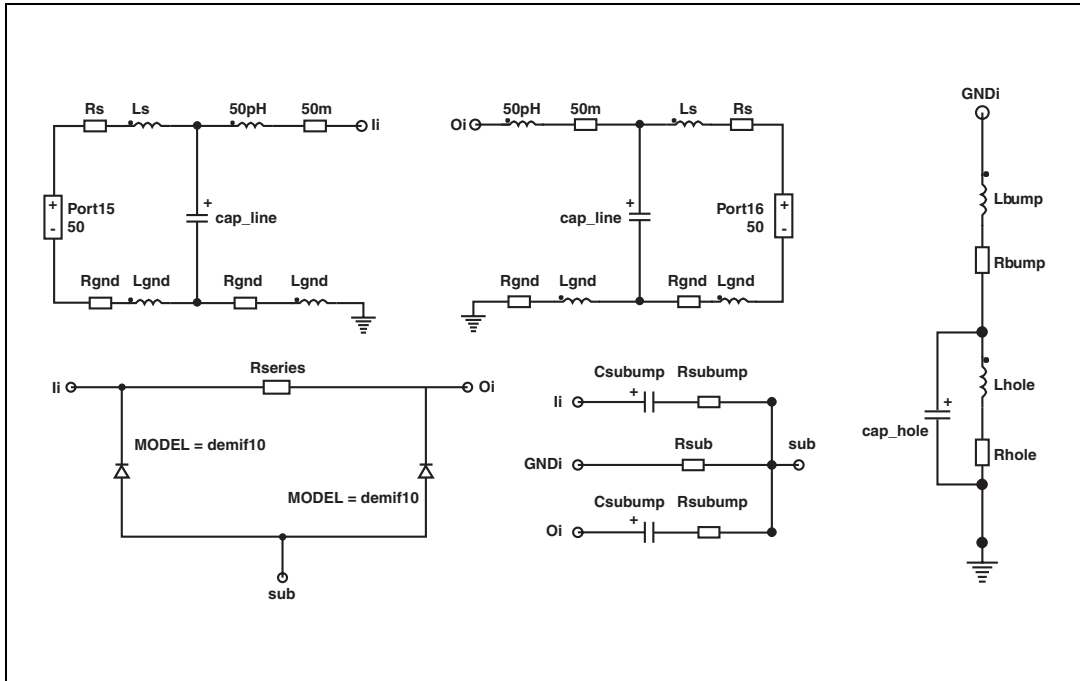 Rs Ls 50pH 50m Ii
+
Port15
50
-
+
cap_line
Rgnd Lgnd Rgnd Lgnd
Oi 50pH 50m Ls Rs
+
cap_line
+
Port16
50
-
Rgnd Lgnd Rgnd Lgnd
GNDi
Lbump
Rbump
Lhole
+
cap_hole
Rhole
Ii Rseries Oi
MODEL = demif10
MODEL = demif10
sub
Csubump Rsubump
Ii +
Rsub sub
GNDi
Csubump Rsubump
Oi +